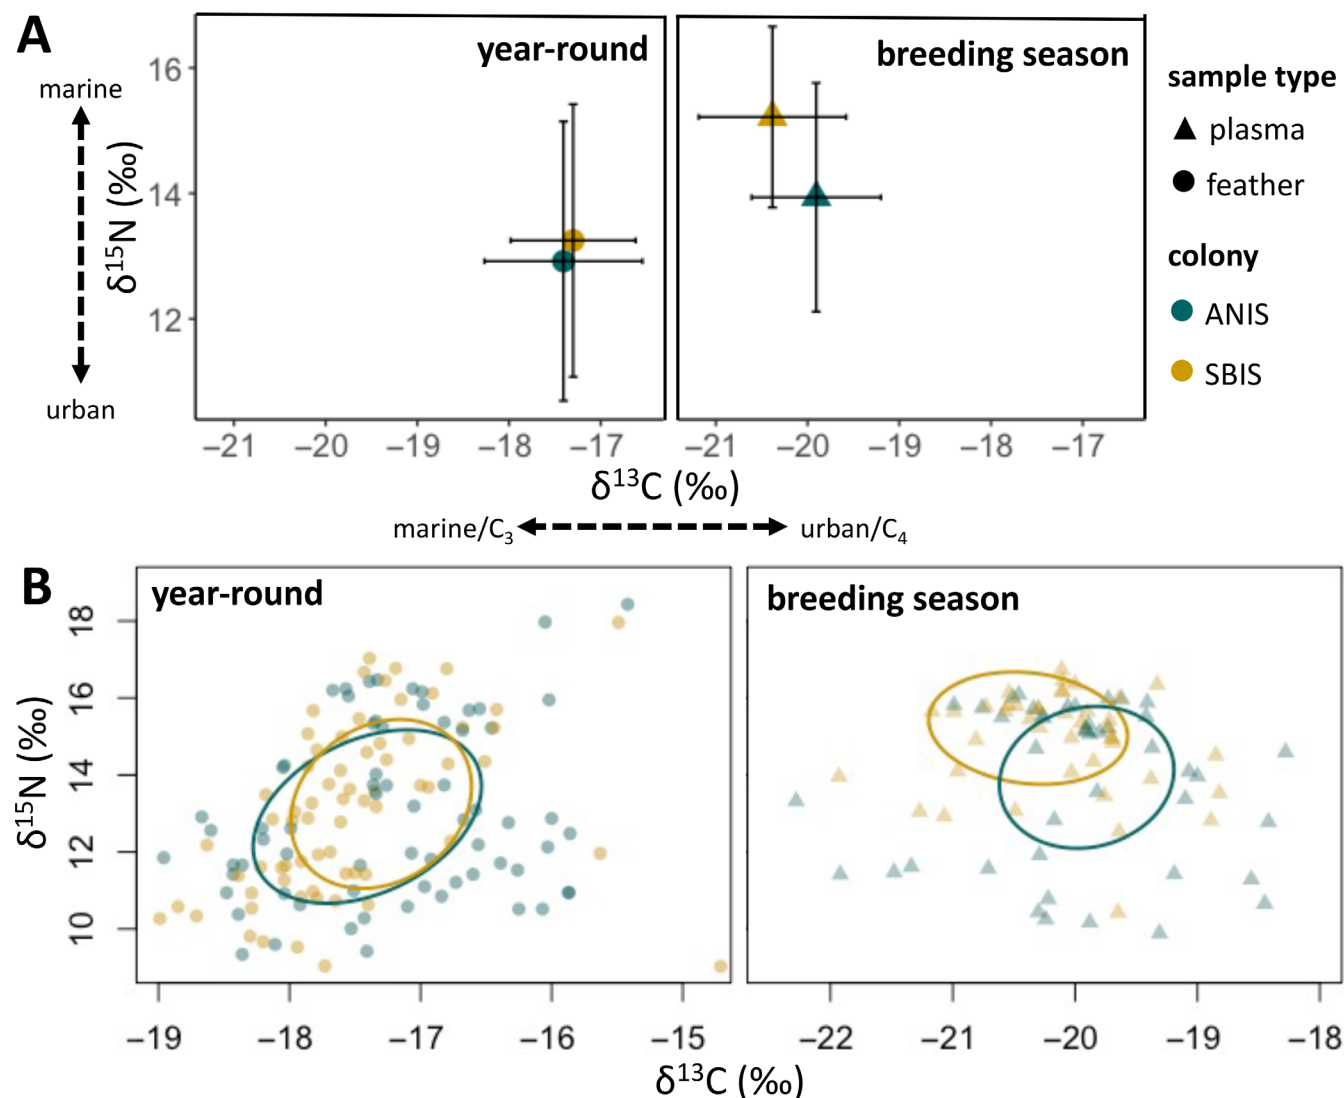 A
year-round
breeding season
sample type
plasma
feather
colony
ANIS
SBIS
marine
urban
δ¹⁵N (‰)
16
14
12
–21 –20 –19 –18 –17
–21 –20 –19 –18 –17
δ¹³C (‰)
marine/C₃ urban/C₄
B
year-round
breeding season
δ¹⁵N (‰)
18
16
14
12
10
–19 –18 –17 –16 –15
–22 –21 –20 –19 –18
δ¹³C (‰)